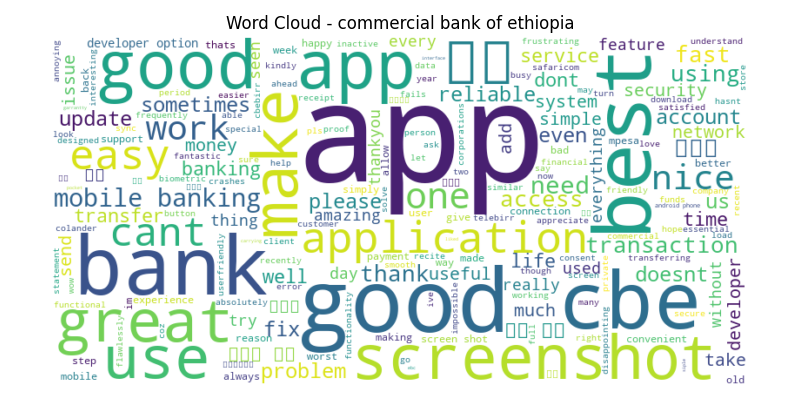 Word Cloud - commercial bank of ethiopia
developer option
thats
good
app
happy
inactive
every
frustrating
understand
annoying
issue
back
interesting
week
kindly
data
safaricom
service
feature
seen
ahead
year
busy
fast
using
store
period
easier
receipt
fails
reliable
dont
may
turn
download
satisfied
hasnt
sometimes
cbebirr
system
security
update
frequently
able
make
app
add
best
account
work
special
pls
proof
person
corporations
simple
network
look
sync
designed
support
money
thankyou
ask
even
bad
mpesa
love
easy
fantastic
sure
let
allow
financial
everything
better
banking
help
two
say
nice
biometric
crashes
solve
one
now
friendly
company
mobile banking
please
simply
similar
need
us
recent
button
amazing
user
give
telebirr
access
funds
android phone
transfer
thing
customer
connection
appreciate
time
colander
cant
application
commercial
hope
essential
send
client
payment
recite
way
made
life
transaction
load
statement
bank
recently
smooth
though
transferring
wow
userfriendly
well
day
thank
useful
used
consent
doesnt
without
developer
error
really
screen
private
functional
experience
absolutely
functionality
good
ive
impossible
working
cbe
many
secure
im
great
try
fix
much
disappointing
flawlessly
coz
reason
making
screen shot
full
right
convenient
step
use
worst
go
screenshot
take
mobile
always
problem
old